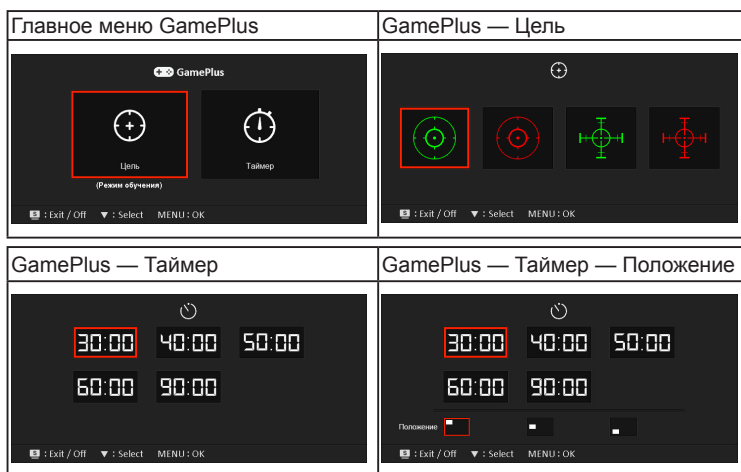 Главное меню GamePlus
GamePlus — Цель
GamePlus
Цель
Таймер
(Режим обучения)
S : Exit / Off ▼ : Select MENU : OK
S : Exit / Off ▼ : Select MENU : OK
GamePlus — Таймер
GamePlus — Таймер — Положение
30:00 40:00 50:00
60:00 90:00
S : Exit / Off ▼ : Select MENU : OK
30:00 40:00 50:00
60:00 90:00
Положение
S : Exit / Off ▼ : Select MENU : OK